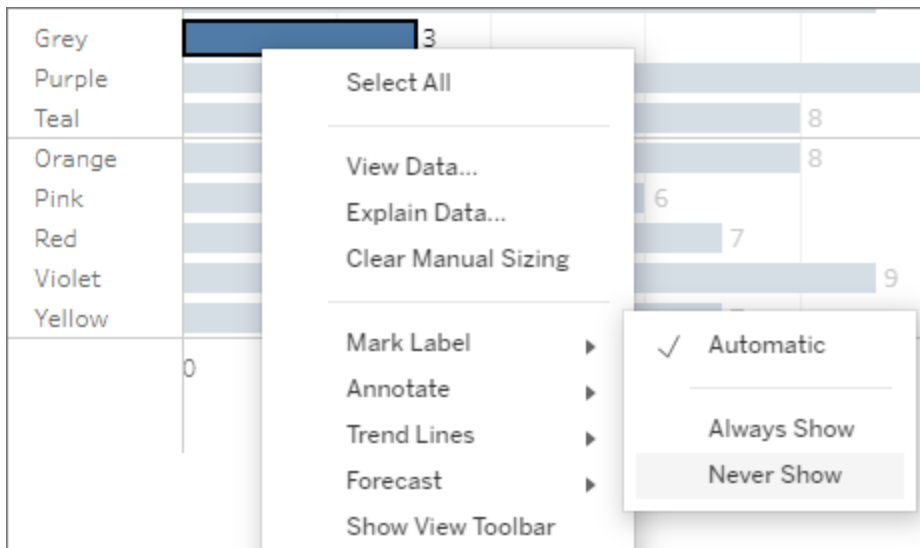 Grey 3
Purple
Teal 8
Orange 8
Pink 6
Red 7
Violet 9
Yellow
0
Select All
View Data...
Explain Data...
Clear Manual Sizing
Mark Label
Annotate
Trend Lines
Forecast
Show View Toolbar
Automatic
Always Show
Never Show